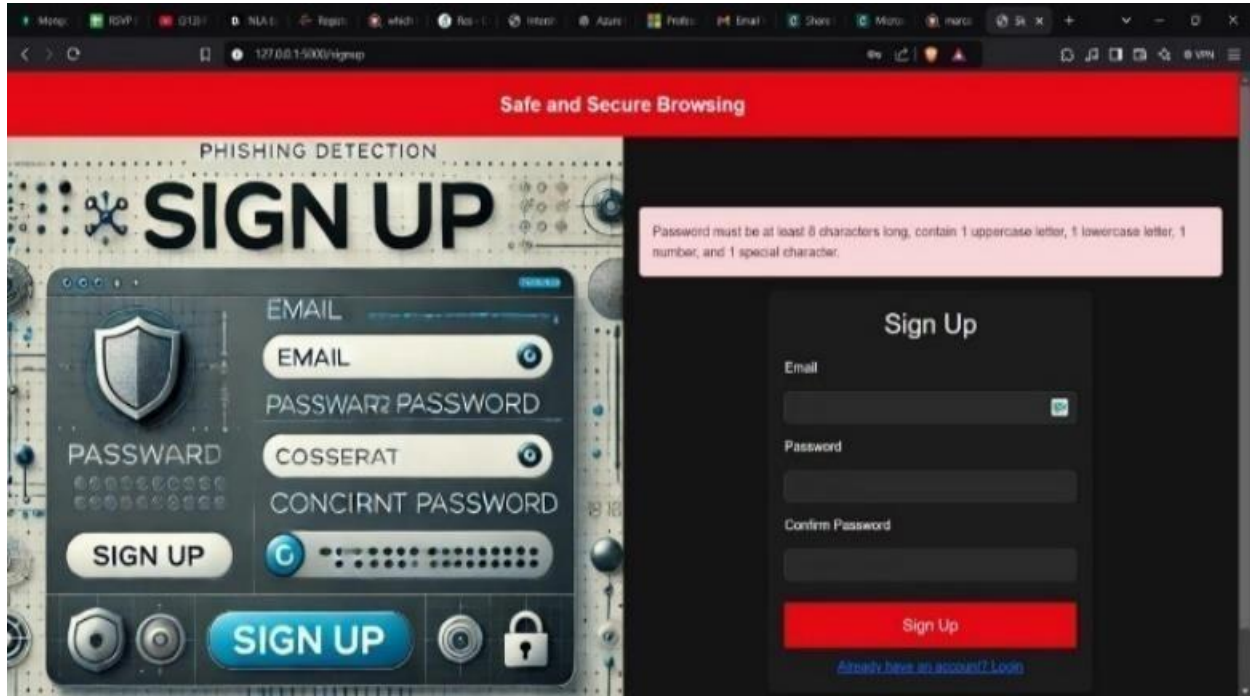 RSVP
Safe and Secure Browsing
127.0.0.1:5000/signup
VPN
PHISHING DETECTION
SIGN UP
EMAIL
EMAIL
PASSWARZ PASSWORD
PASSWARD
COSSERAT
CONCIRNT PASSWORD
SIGN UP
SIGN UP
Password must be at least 8 characters long, contain 1 uppercase letter, 1 lowercase letter, 1
number, and 1 special character.
Sign Up
Email
Password
Confirm Password
Sign Up
Already have an account? Login